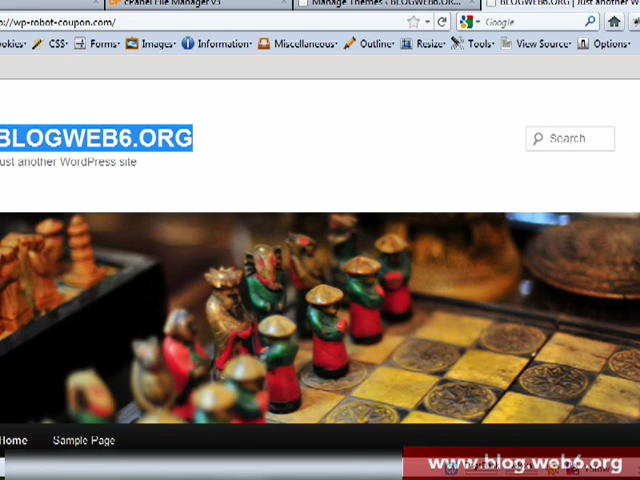 cPanel File Manager v3
Manage Themes ‹ BLOGWEB6.OR...
BLOGWEB6.ORG | Just another W
p://wp-robot-coupon.com/
Google
ookies
CSS
Forms
Images
Information
Miscellaneous
Outline
Resize
Tools
View Source
Options
BLOGWEB6.ORG
ust another WordPress site
Search
Home
Sample Page
www.blog.web6.org